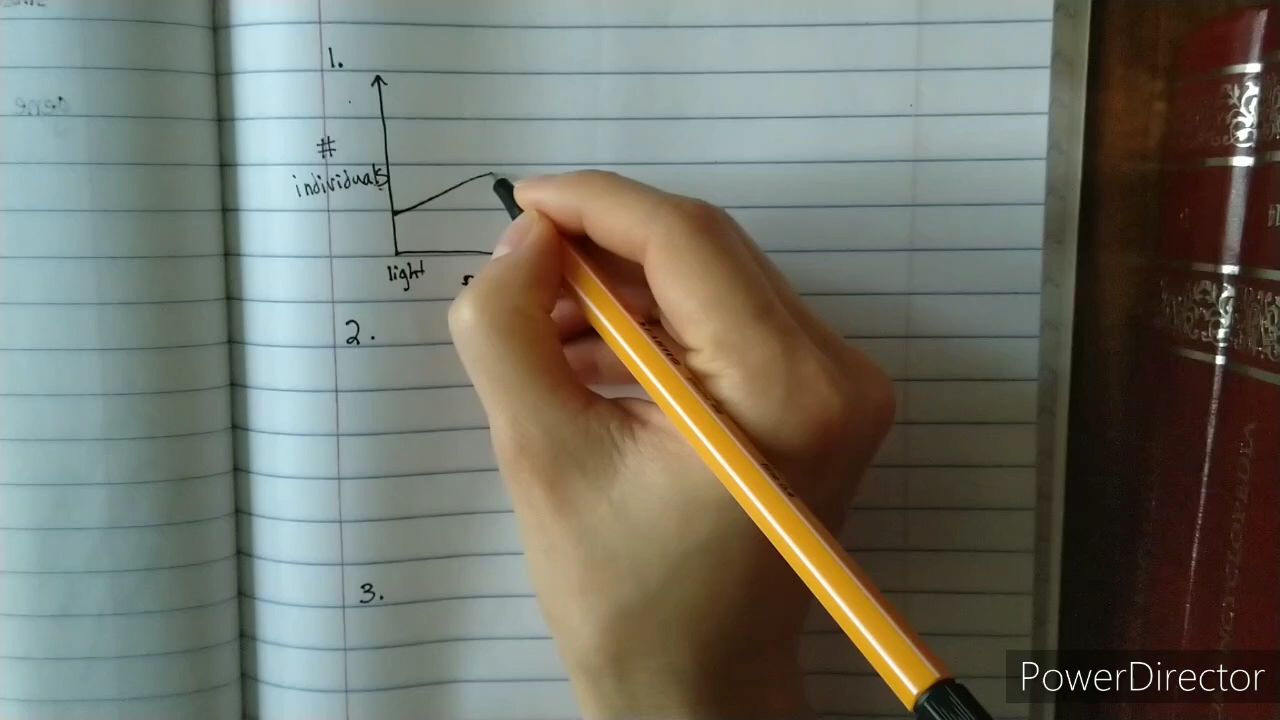 1.
#
individuals
light
2.
3.
PowerDirector